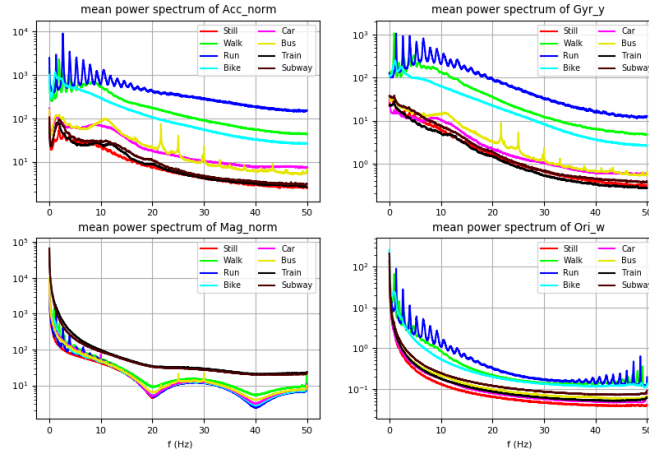 mean power spectrum of Acc_norm
10⁴
10³
10²
10¹
Still Car
Walk Bus
Run Train
Bike Subway
0 10 20 30 40 50
mean power spectrum of Gyr_y
10³
10²
10¹
10⁰
Still Car
Walk Bus
Run Train
Bike Subway
0 10 20 30 40 50
mean power spectrum of Mag_norm
10⁵
10⁴
10³
10²
10¹
Still Car
Walk Bus
Run Train
Bike Subway
0 10 20 30 40 50
f (Hz)
mean power spectrum of Ori_w
10²
10¹
10⁰
10⁻¹
Still Car
Walk Bus
Run Train
Bike Subway
0 10 20 30 40 50
f (Hz)